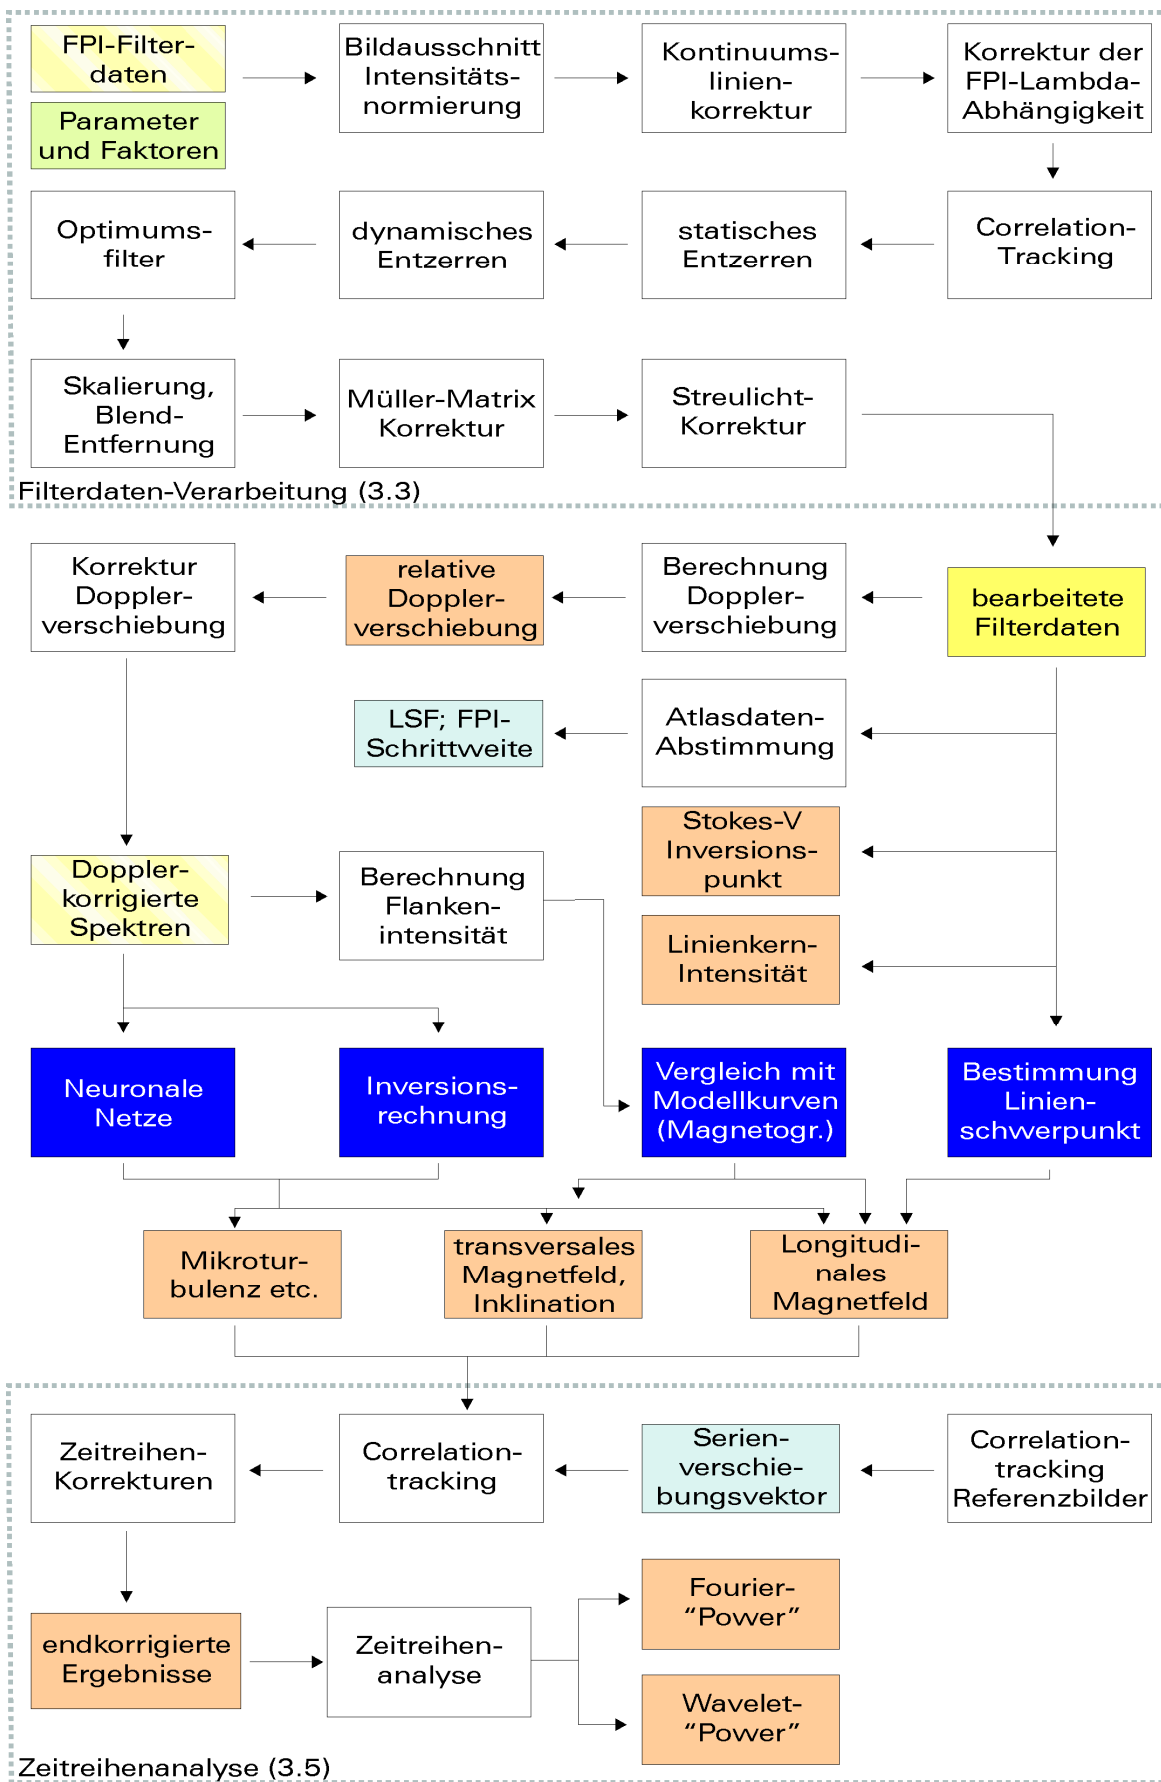 FPI-Filter-
daten
Parameter
und Faktoren
Bildausschnitt
Intensitäts-
normierung
Kontinuums-
linien-
korrektur
Korrektur der
FPI-Lambda-
Abhängigkeit
Optimums-
filter
dynamisches
Entzerren
statisches
Entzerren
Correlation-
Tracking
Skalierung,
Blend-
Entfernung
Müller-Matrix
Korrektur
Streulicht-
Korrektur
Filterdaten-Verarbeitung (3.3)
Korrektur
Doppler-
verschiebung
relative
Doppler-
verschiebung
Berechnung
Doppler-
verschiebung
bearbeitete
Filterdaten
LSF; FPI-
Schrittweite
Atlasdaten-
Abstimmung
Stokes-V
Inversions-
punkt
Doppler-
korrigierte
Spektren
Berechnung
Flanken-
intensität
Linienkern-
Intensität
Neuronale
Netze
Inversions-
rechnung
Vergleich mit
Modellkurven
(Magnetogr.)
Bestimmung
Linien-
schwerpunkt
Mikrotur-
bulenz etc.
transversales
Magnetfeld,
Inklination
Longitudi-
nales
Magnetfeld
Zeitreihen-
Korrekturen
Correlation-
tracking
Serien-
verschie-
bungsvektor
Correlation-
tracking
Referenzbilder
endkorrigierte
Ergebnisse
Zeitreihen-
analyse
Fourier-
“Power”
Wavelet-
“Power”
Zeitreihenanalyse (3.5)